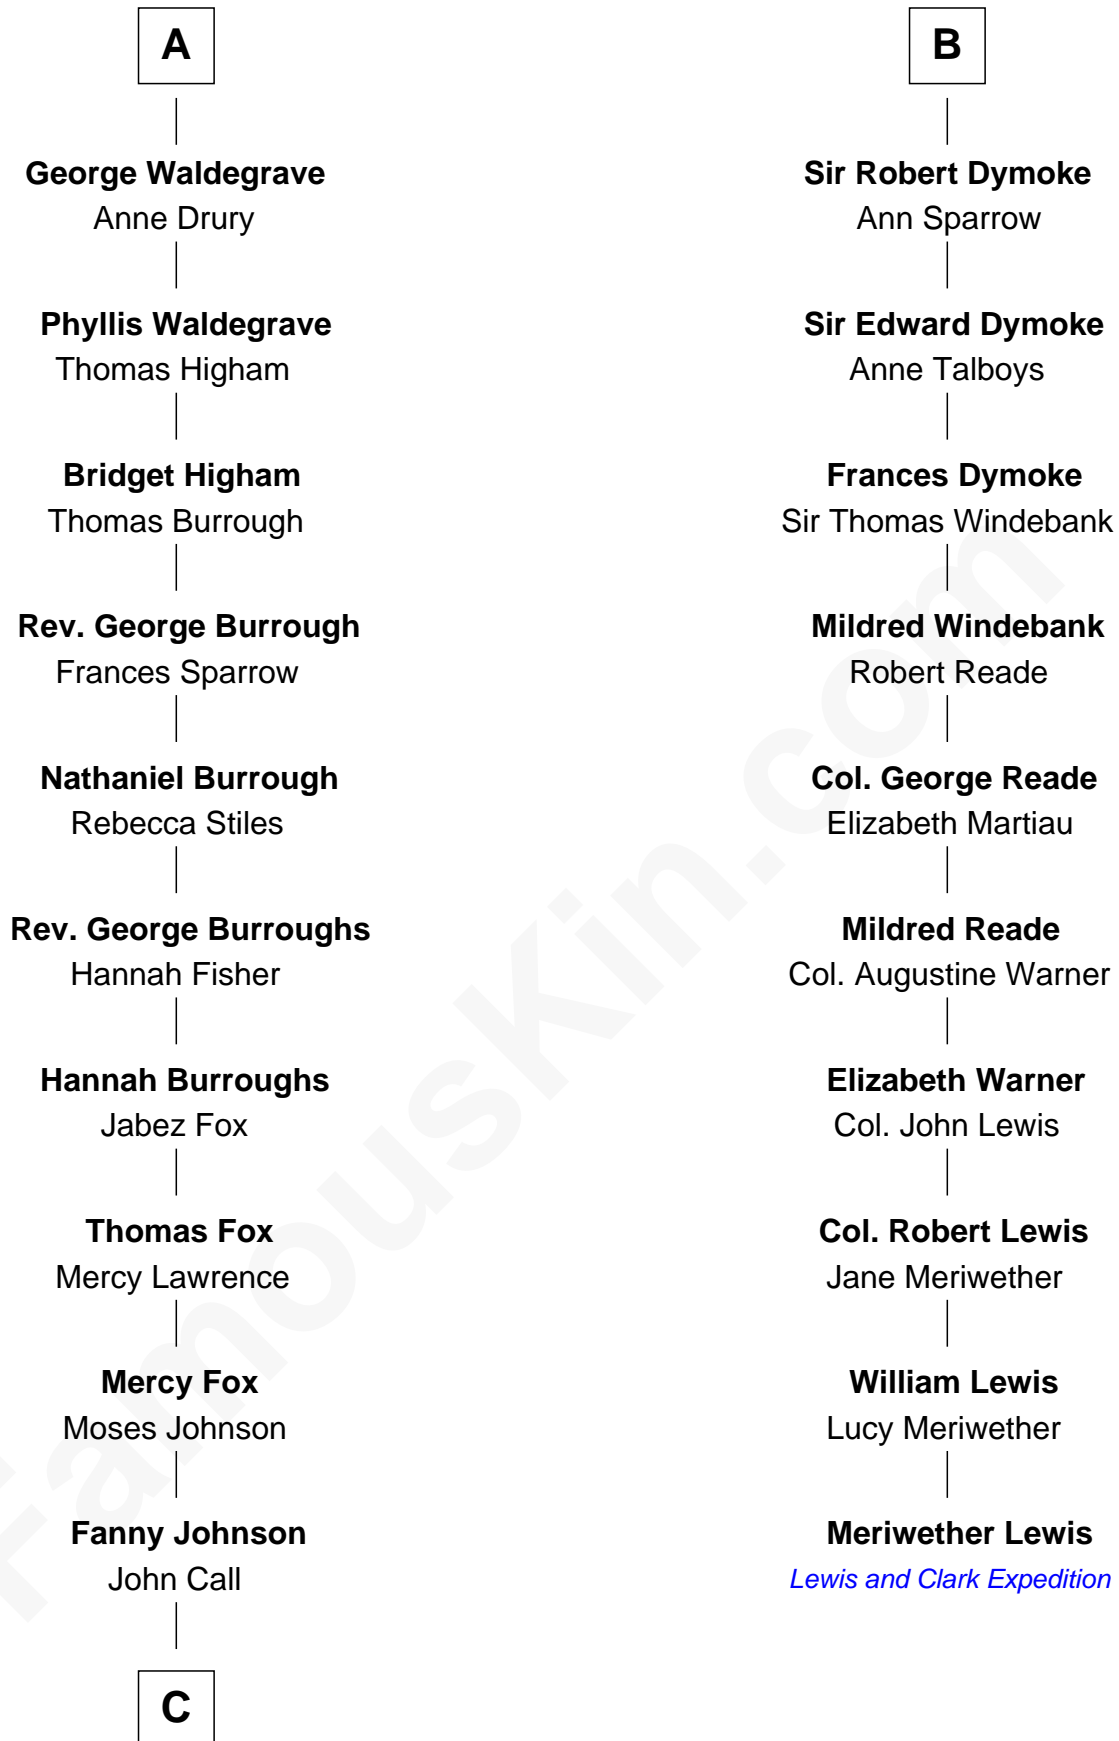 A
George Waldegrave
Anne Drury
Phyllis Waldegrave
Thomas Higham
Bridget Higham
Thomas Burrough
Rev. George Burrough
Frances Sparrow
Nathaniel Burrough
Rebecca Stiles
Rev. George Burroughs
Hannah Fisher
Hannah Burroughs
Jabez Fox
Thomas Fox
Mercy Lawrence
Mercy Fox
Moses Johnson
Fanny Johnson
John Call
C
B
Sir Robert Dymoke
Ann Sparrow
Sir Edward Dymoke
Anne Talboys
Frances Dymoke
Sir Thomas Windebank
Mildred Windebank
Robert Reade
Col. George Reade
Elizabeth Martiau
Mildred Reade
Col. Augustine Warner
Elizabeth Warner
Col. John Lewis
Col. Robert Lewis
Jane Meriwether
William Lewis
Lucy Meriwether
Meriwether Lewis
Lewis and Clark Expedition
FamousKin.com